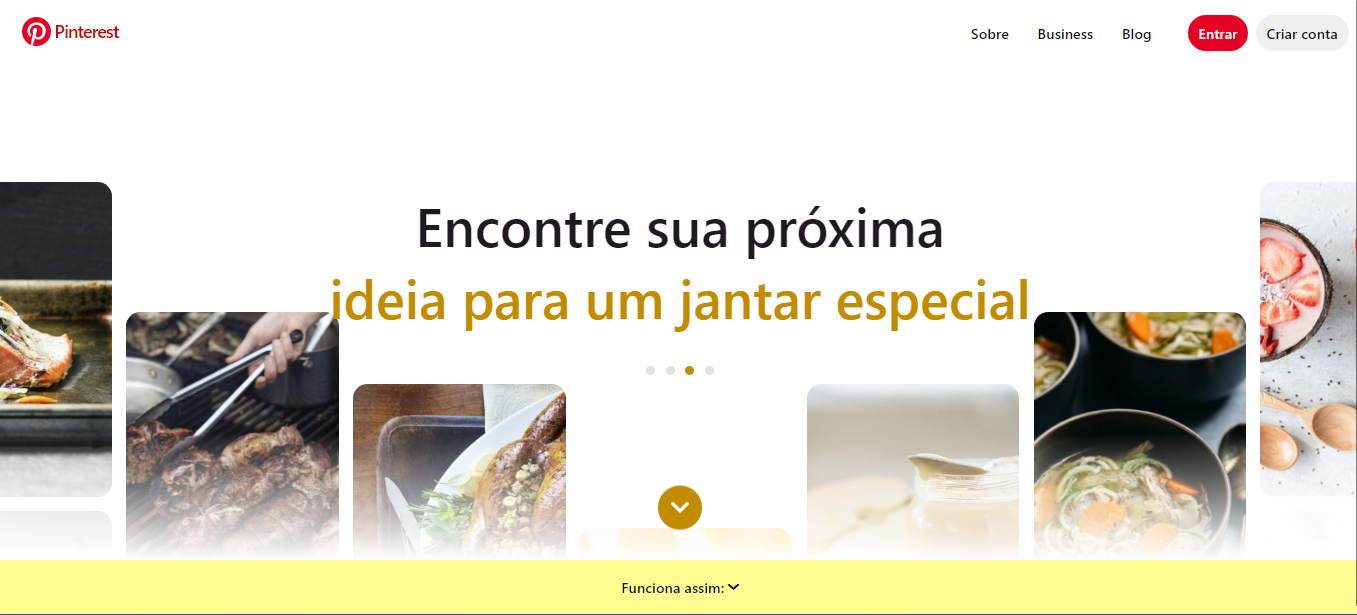 Pinterest
Sobre Business Blog Entrar Criar conta
Encontre sua próxima
ideia para um jantar especial
Funciona assim: